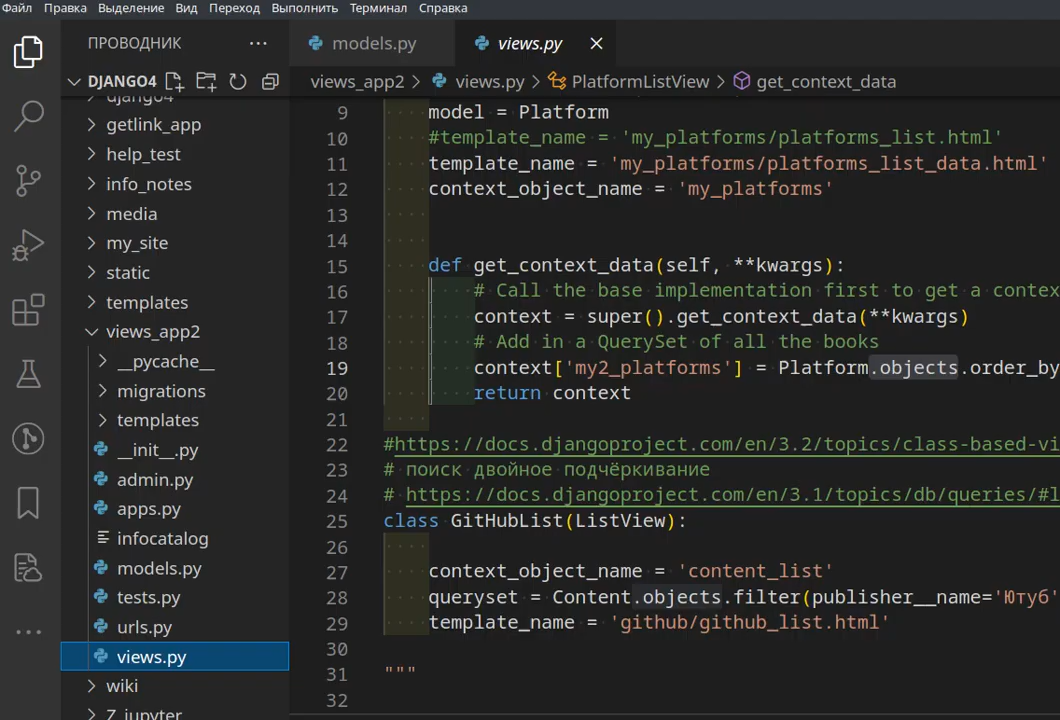 Файл Правка Выделение Вид Переход Выполнить Терминал Справка
ПРОВОДНИК ...
models.py
views.py
DJANGO4
views_app2 > views.py > PlatformListView > get_context_data
django4
getlink_app
help_test
info_notes
media
my_site
static
templates
views_app2
__pycache__
migrations
templates
__init__.py
admin.py
apps.py
infocatalog
models.py
tests.py
urls.py
views.py
wiki
Z_jupyter
9 model = Platform
10 #template_name = 'my_platforms/platforms_list.html'
11 template_name = 'my_platforms/platforms_list_data.html'
12 context_object_name = 'my_platforms'
13
14
15 def get_context_data(self, **kwargs):
16 # Call the base implementation first to get a contex
17 context = super().get_context_data(**kwargs)
18 # Add in a QuerySet of all the books
19 context['my2_platforms'] = Platform.objects.order_by
20 return context
21
22 #https://docs.djangoproject.com/en/3.2/topics/class-based-vi
23 # поиск двойное подчёркивание
24 # https://docs.djangoproject.com/en/3.1/topics/db/queries/#l
25 class GitHubList(ListView):
26
27 context_object_name = 'content_list'
28 queryset = Content.objects.filter(publisher__name='Ютуб'
29 template_name = 'github/github_list.html'
30
31 """
32